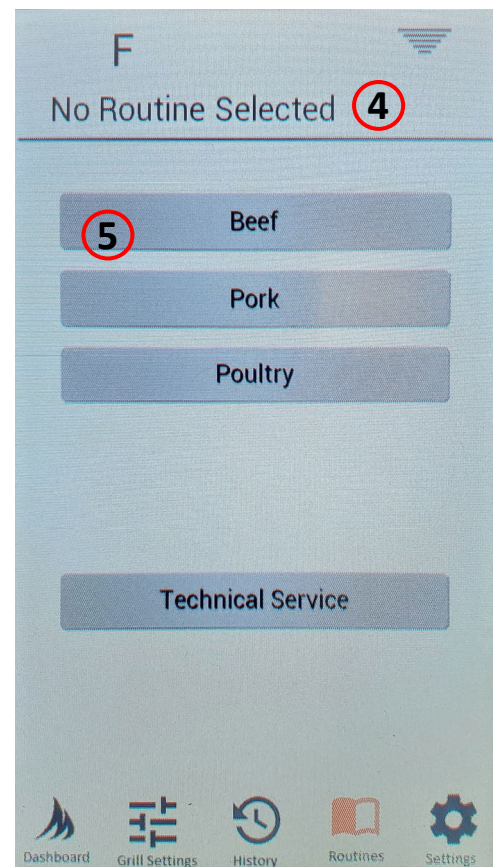 F
No Routine Selected ④
Beef
⑤
Pork
Poultry
Technical Service
Dashboard Grill Settings History Routines Settings